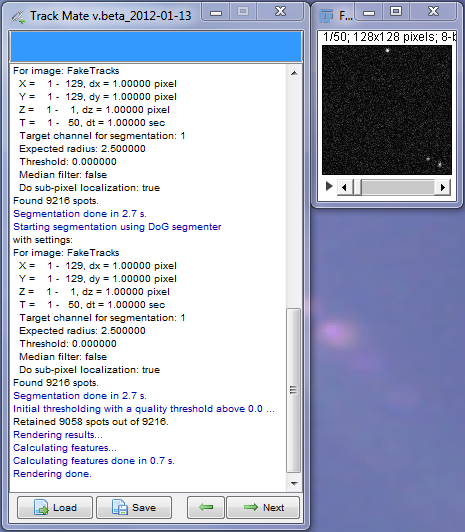 Track Mate v.beta_2012-01-13
For image: FakeTracks
X = 1 - 129, dx = 1.00000 pixel
Y = 1 - 129, dy = 1.00000 pixel
Z = 1 - 1, dz = 1.00000 pixel
T = 1 - 50, dt = 1.00000 sec
Target channel for segmentation: 1
Expected radius: 2.500000
Threshold: 0.000000
Median filter: false
Do sub-pixel localization: true
Found 9216 spots.
Segmentation done in 2.7 s.
Starting segmentation using DoG segmenter
with settings:
For image: FakeTracks
X = 1 - 129, dx = 1.00000 pixel
Y = 1 - 129, dy = 1.00000 pixel
Z = 1 - 1, dz = 1.00000 pixel
T = 1 - 50, dt = 1.00000 sec
Target channel for segmentation: 1
Expected radius: 2.500000
Threshold: 0.000000
Median filter: false
Do sub-pixel localization: true
Found 9216 spots.
Segmentation done in 2.7 s.
Initial thresholding with a quality threshold above 0.0 ...
Retained 9058 spots out of 9216.
Rendering results...
Calculating features...
Calculating features done in 0.7 s.
Rendering done.
Load
Save
Next
F...
1/50; 128x128 pixels; 8-b